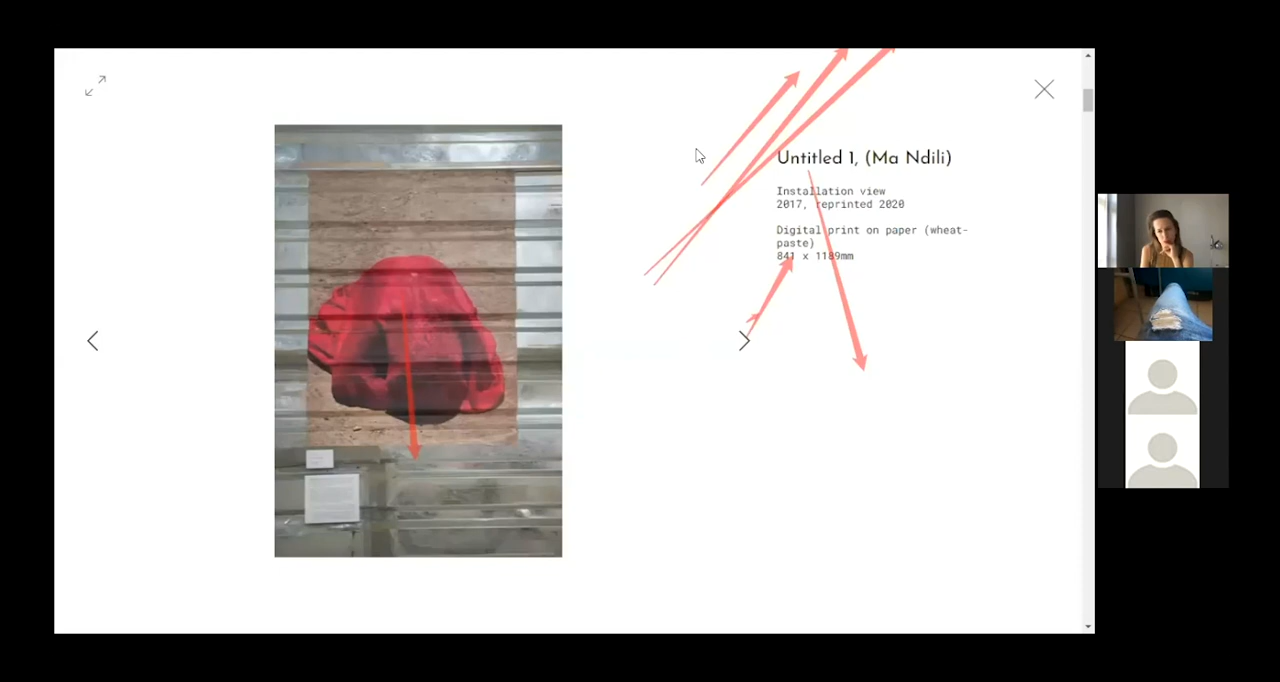 Untitled 1, (Ma Ndili)
Installation view
2017, reprinted 2020
Digital print on paper (wheat-
paste)
841 x 1189mm